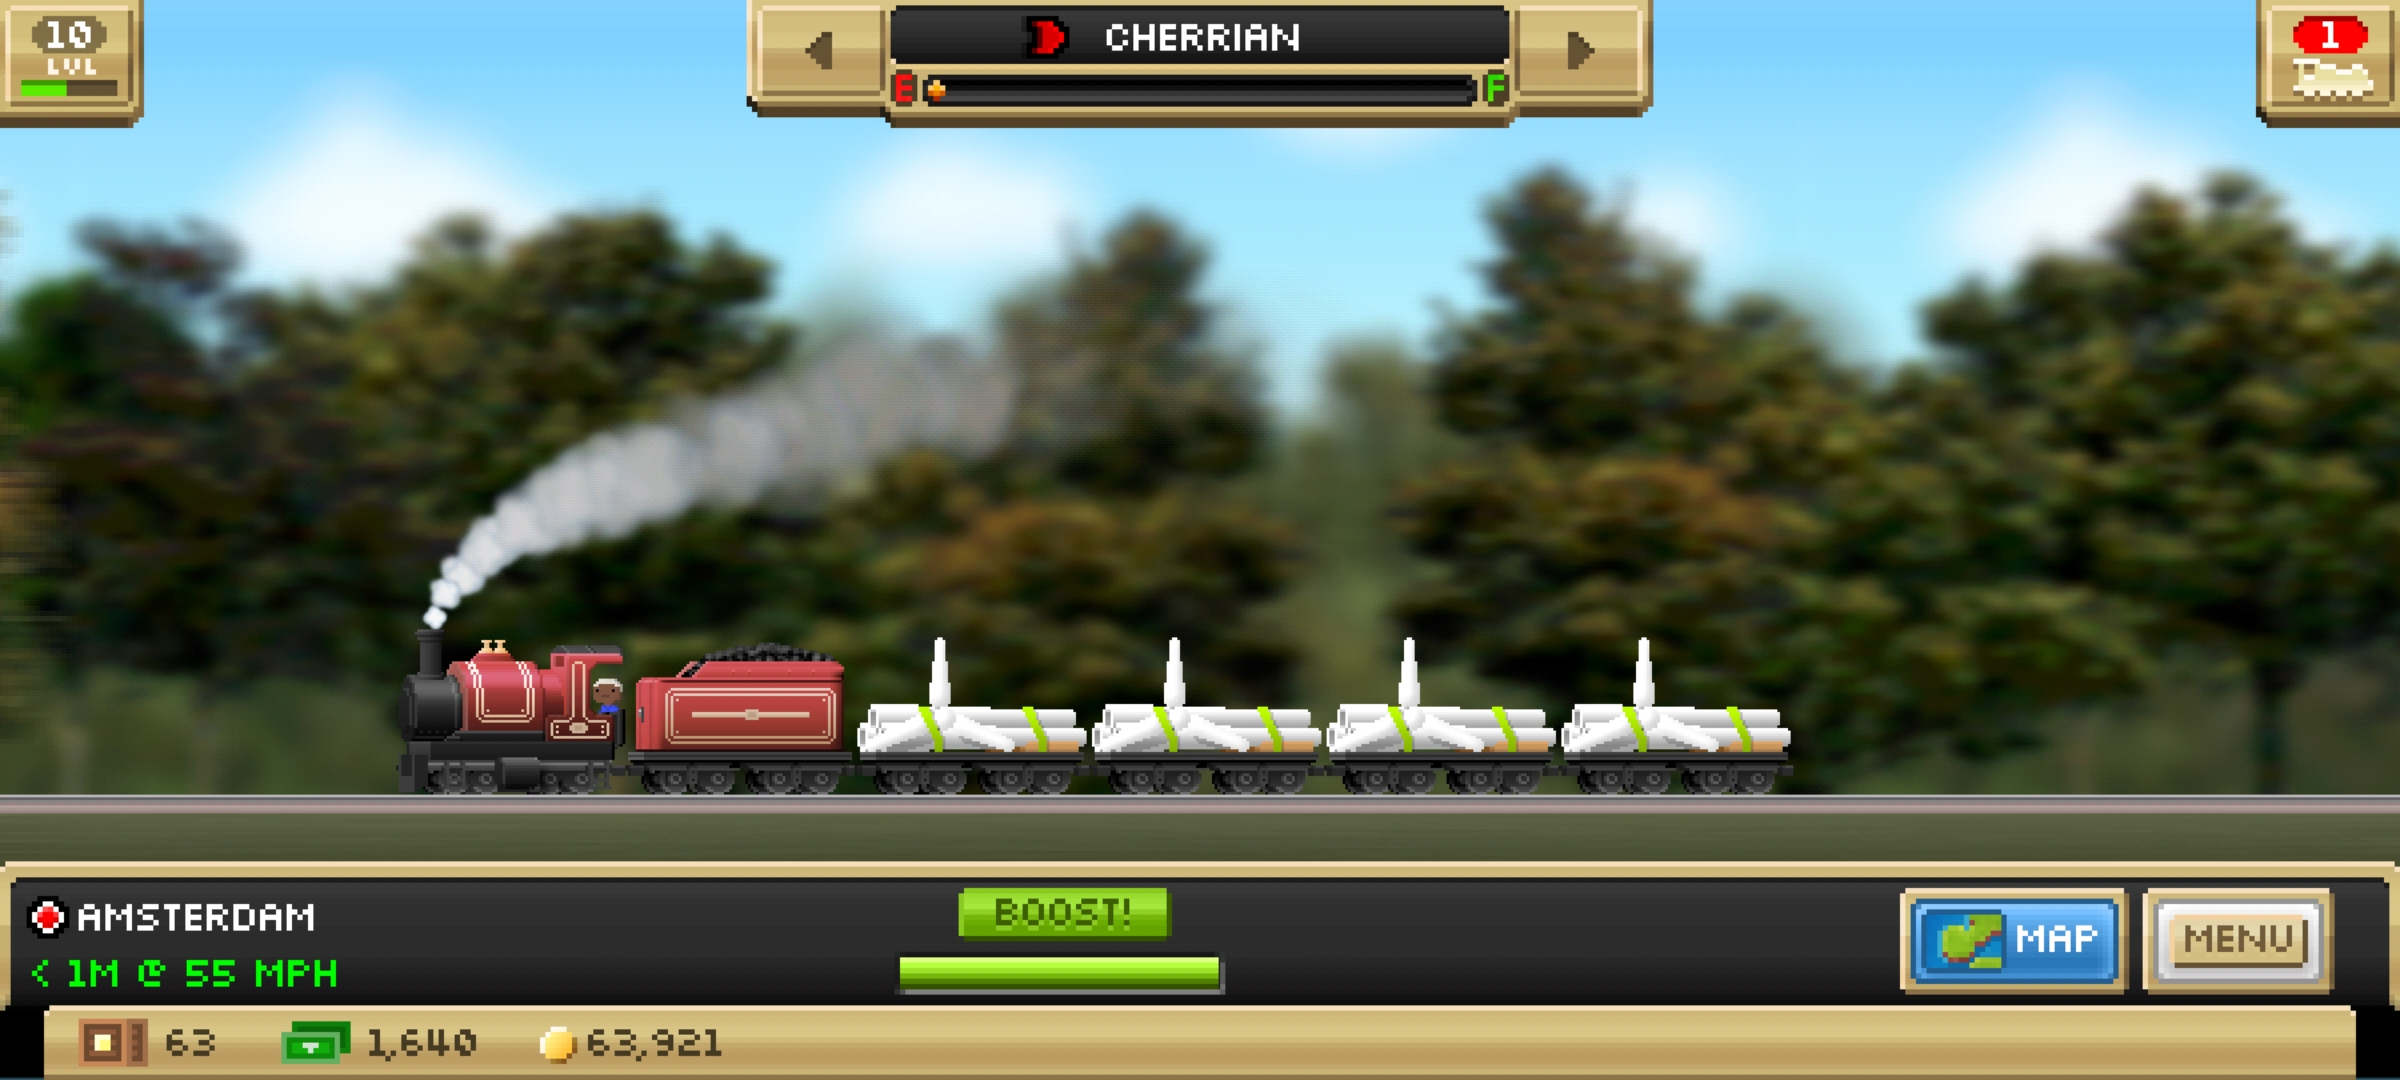 10
LVL
CHERRIAN
E F
1
AMSTERDAM
< 1M @ 55 MPH
BOOST!
MAP
MENU
63
1,640
63,921